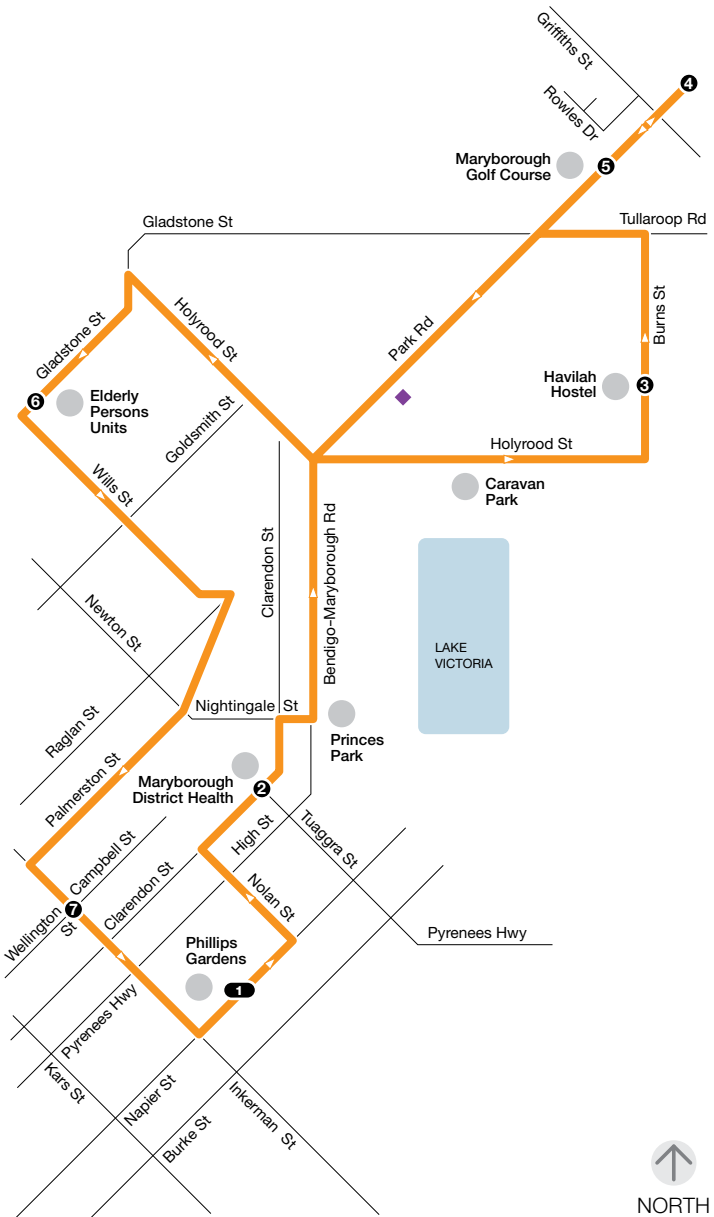 Griffiths St
4
Rowles Dr
Maryborough
Golf Course
5
Gladstone St
Tullaroop Rd
Holyrood St
Park Rd
Burns St
Gladstone St
Havilah
Hostel
3
6
Elderly
Persons
Units
Goldsmith St
Holyrood St
Wills St
Caravan
Park
Clarendon St
Bendigo–Maryborough Rd
Newton St
LAKE
VICTORIA
Nightingale St
Raglan St
Princes
Park
Palmerston St
Maryborough
District Health
2
High St
Tuaggra St
Campbell St
Clarendon St
Wellington
St
7
Nolan St
Pyrenees Hwy
Phillips
Gardens
1
Pyrenees Hwy
Kars St
Napier St
Inkerman St
Burke St
NORTH